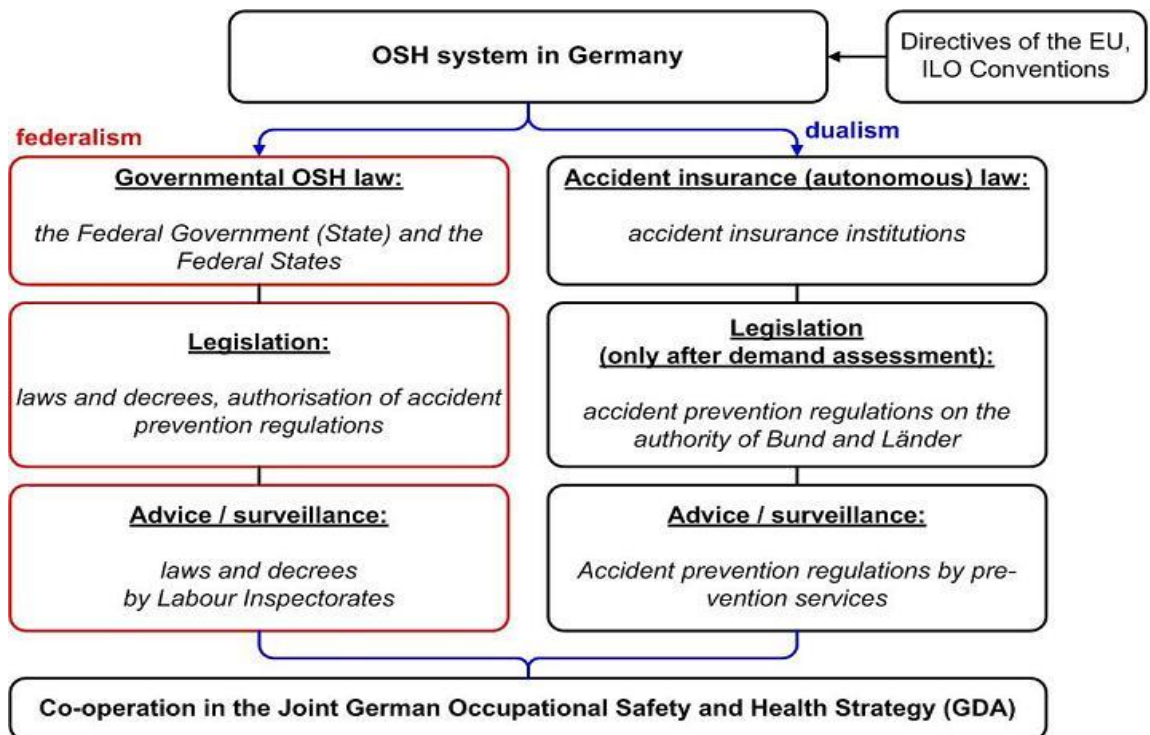 OSH system in Germany
Directives of the EU,
ILO Conventions
federalism
dualism
Governmental OSH law:
the Federal Government (State) and the
Federal States
Accident insurance (autonomous) law:
accident insurance institutions
Legislation:
laws and decrees, authorisation of accident
prevention regulations
Legislation
(only after demand assessment):
accident prevention regulations on the
authority of Bund and Länder
Advice / surveillance:
laws and decrees
by Labour Inspectorates
Advice / surveillance:
Accident prevention regulations by pre-
vention services
Co-operation in the Joint German Occupational Safety and Health Strategy (GDA)